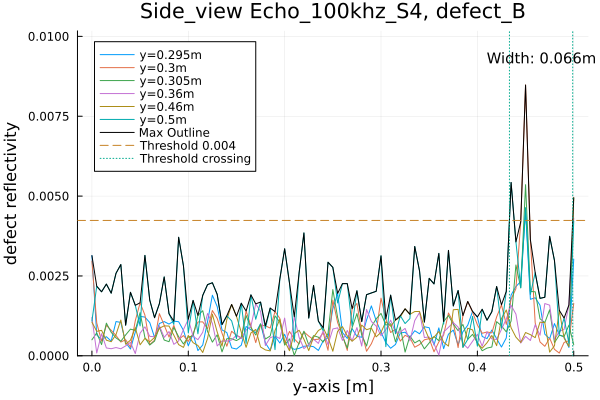 Side_view Echo_100khz_S4, defect_B
0.0100
Width: 0.066m
y=0.295m
y=0.3m
y=0.305m
y=0.36m
y=0.46m
y=0.5m
Max Outline
Threshold 0.004
Threshold crossing
0.0075
0.0050
0.0025
0.0000
defect reflectivity
0.0 0.1 0.2 0.3 0.4 0.5
y-axis [m]